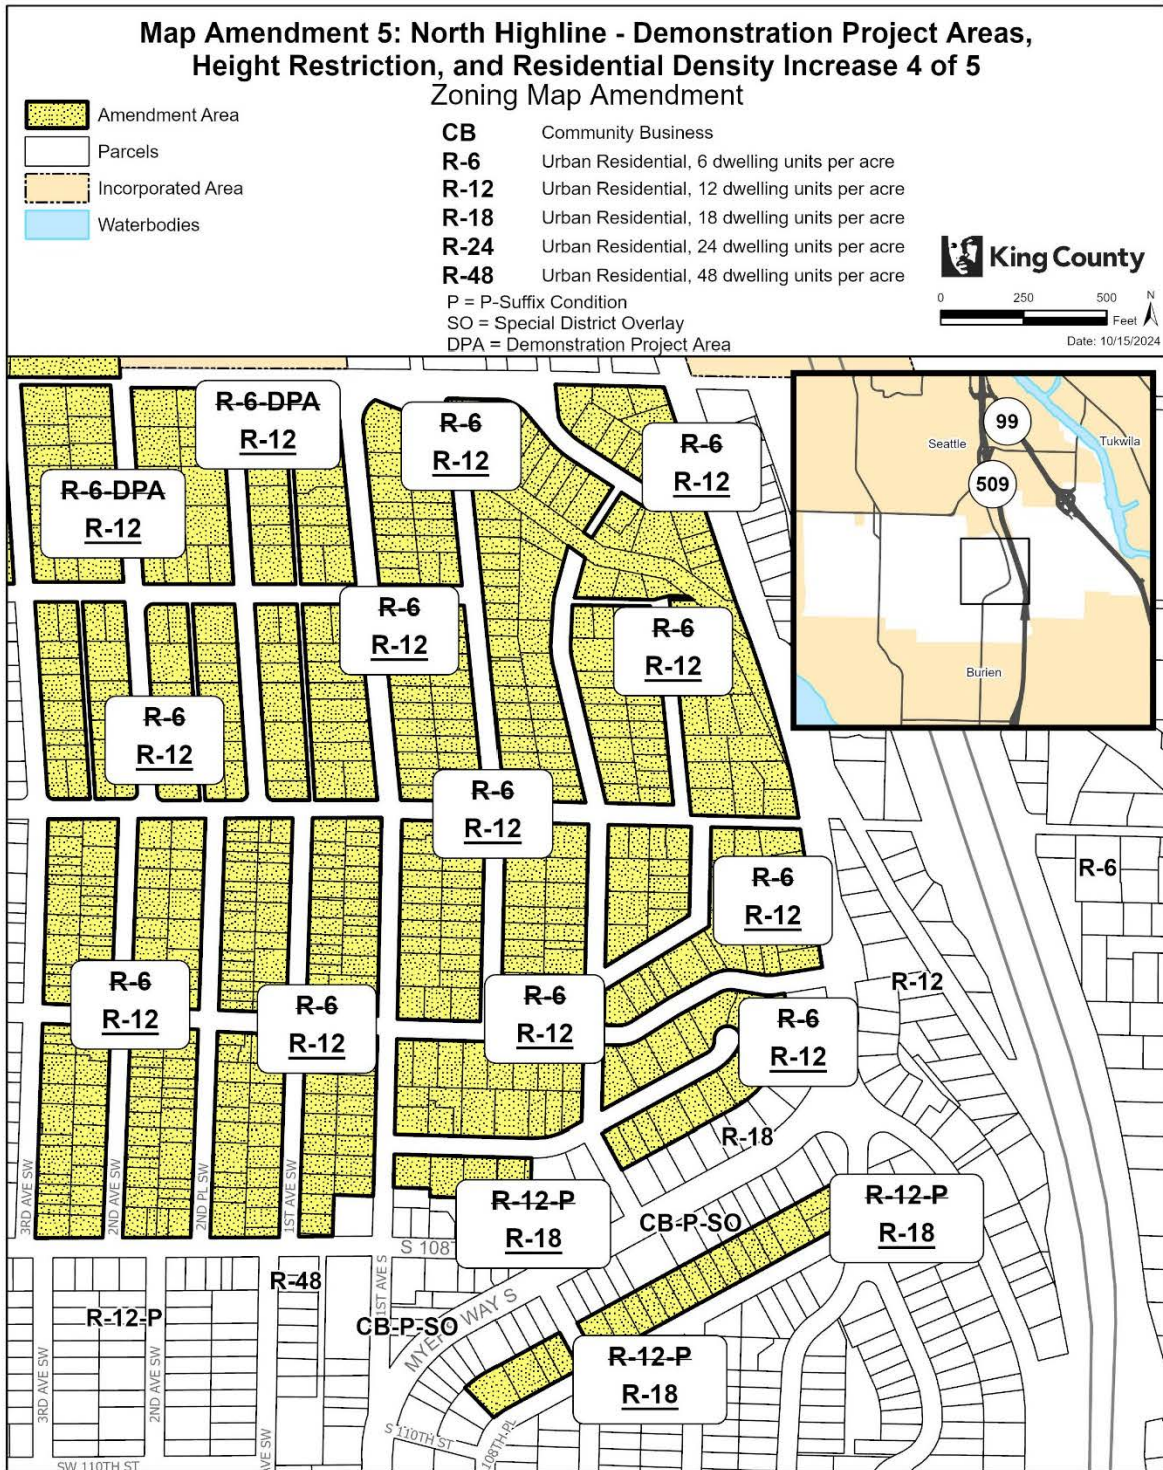 Map Amendment 5: North Highline - Demonstration Project Areas,
Height Restriction, and Residential Density Increase 4 of 5
Zoning Map Amendment
Amendment Area
Parcels
Incorporated Area
Waterbodies
CB Community Business
R-6 Urban Residential, 6 dwelling units per acre
R-12 Urban Residential, 12 dwelling units per acre
R-18 Urban Residential, 18 dwelling units per acre
R-24 Urban Residential, 24 dwelling units per acre
R-48 Urban Residential, 48 dwelling units per acre
P = P-Suffix Condition
SO = Special District Overlay
DPA = Demonstration Project Area
King County
0 250 500
Feet
N
Date: 10/15/2024
R-6-DPA
R-12
R-6
R-12
R-6
R-12
R-6-DPA
R-12
99
Seattle
Tukwila
509
Burien
R-6
R-12
R-6
R-12
R-6
R-12
R-6
R-12
R-6
R-6
R-12
R-6
R-12
R-6
R-12
R-6
R-12
R-12
R-6
R-12
R-18
R-12-P
R-18
R-12-P
R-18
CB-P-SO
3RD AVE SW
2ND AVE SW
2ND PL SW
1ST AVE SW
S 108
R-48
R-12-P
1ST AVE S
CB-P-SO
MYERS WAY S
R-12-P
R-18
3RD AVE SW
2ND AVE SW
AVE SW
S 110TH ST
108TH PL
SW 110TH ST